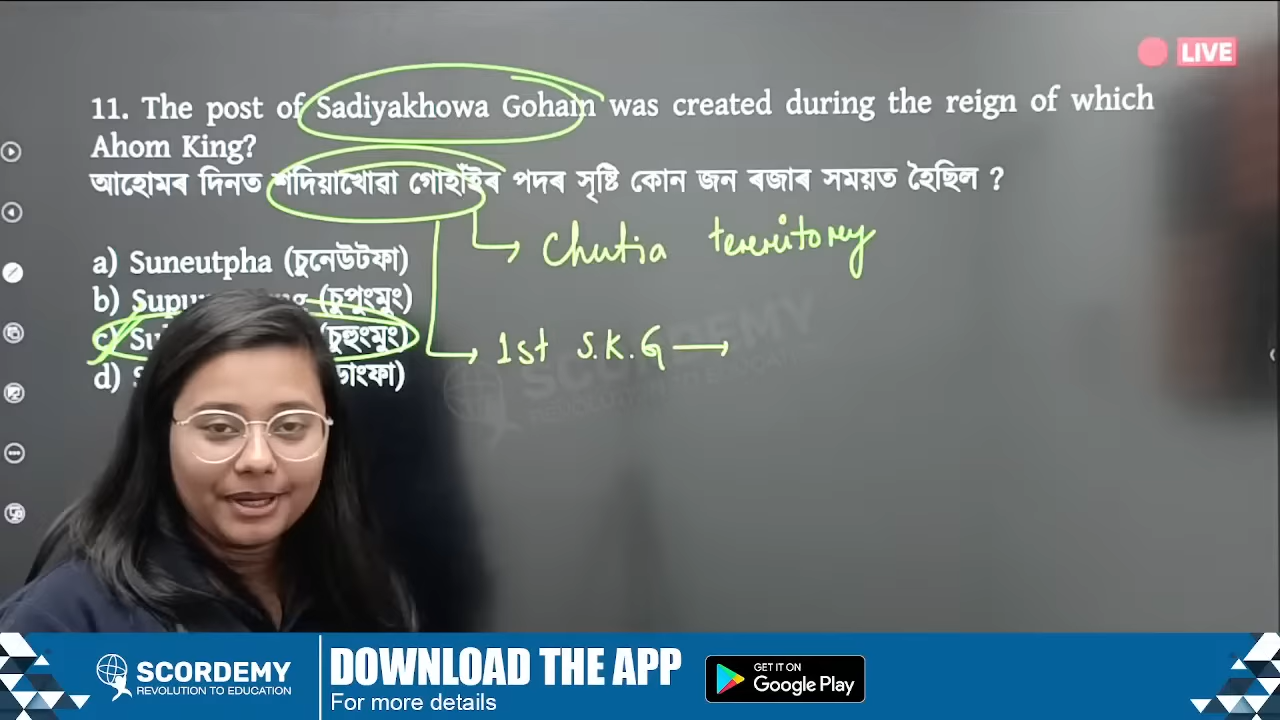 LIVE
11. The post of Sadiyakhowa Gohain was created during the reign of which
Ahom King?
আহোমৰ দিনত শদিয়াখোৱা গোহাঁইৰ পদৰ সৃষ্টি কোন জন ৰজাৰ সময়ত হৈছিল ?
→ Chutia territory
a) Suneutpha (চুনেউটফা)
b) (চুপুংমুং)
c) (চুহুংমুং)
→ 1st S.K.G →
d)
SCORDEMY
SCORDEMY
REVOLUTION TO EDUCATION
DOWNLOAD THE APP
For more details
GET IT ON
Google Play